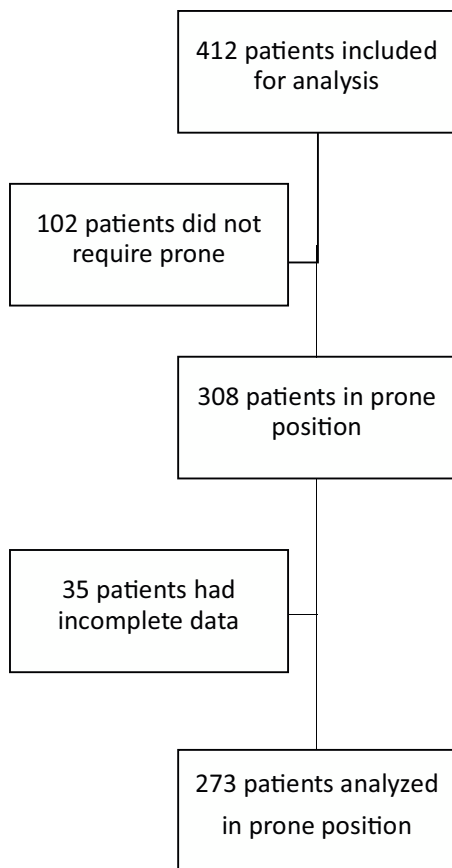 412 patients included
for analysis
102 patients did not
require prone
308 patients in prone
position
35 patients had
incomplete data
273 patients analyzed
in prone position